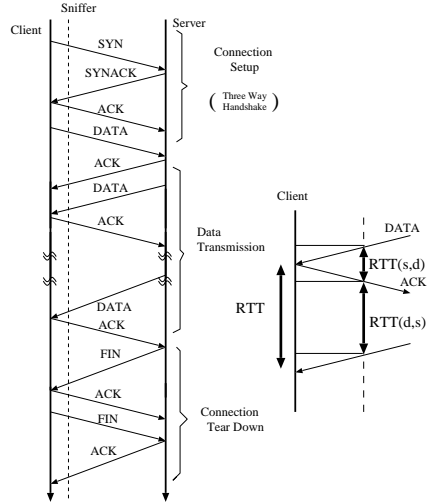 Sniffer
Client
Server
SYN
SYNACK
ACK
DATA
ACK
DATA
ACK
DATA
ACK
FIN
ACK
FIN
ACK
Connection
Setup
( Three Way
Handshake )
Data
Transmission
Connection
Tear Down
Client
DATA
RTT(s,d)
ACK
RTT
RTT(d,s)